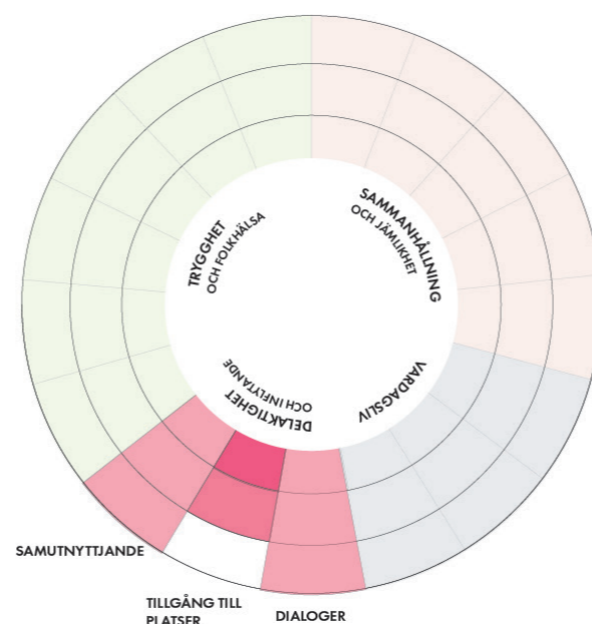 TRYGGHET
OCH FOLKHÄLSA
SAMMANHÅLLNING
OCH JÄMLIKHET
DELAKTIGHET
OCH INFLYTANDE
VARDAGSLIV
SAMUTNYTTJANDE
TILLGÅNG TILL
PLATSER
DIALOGER